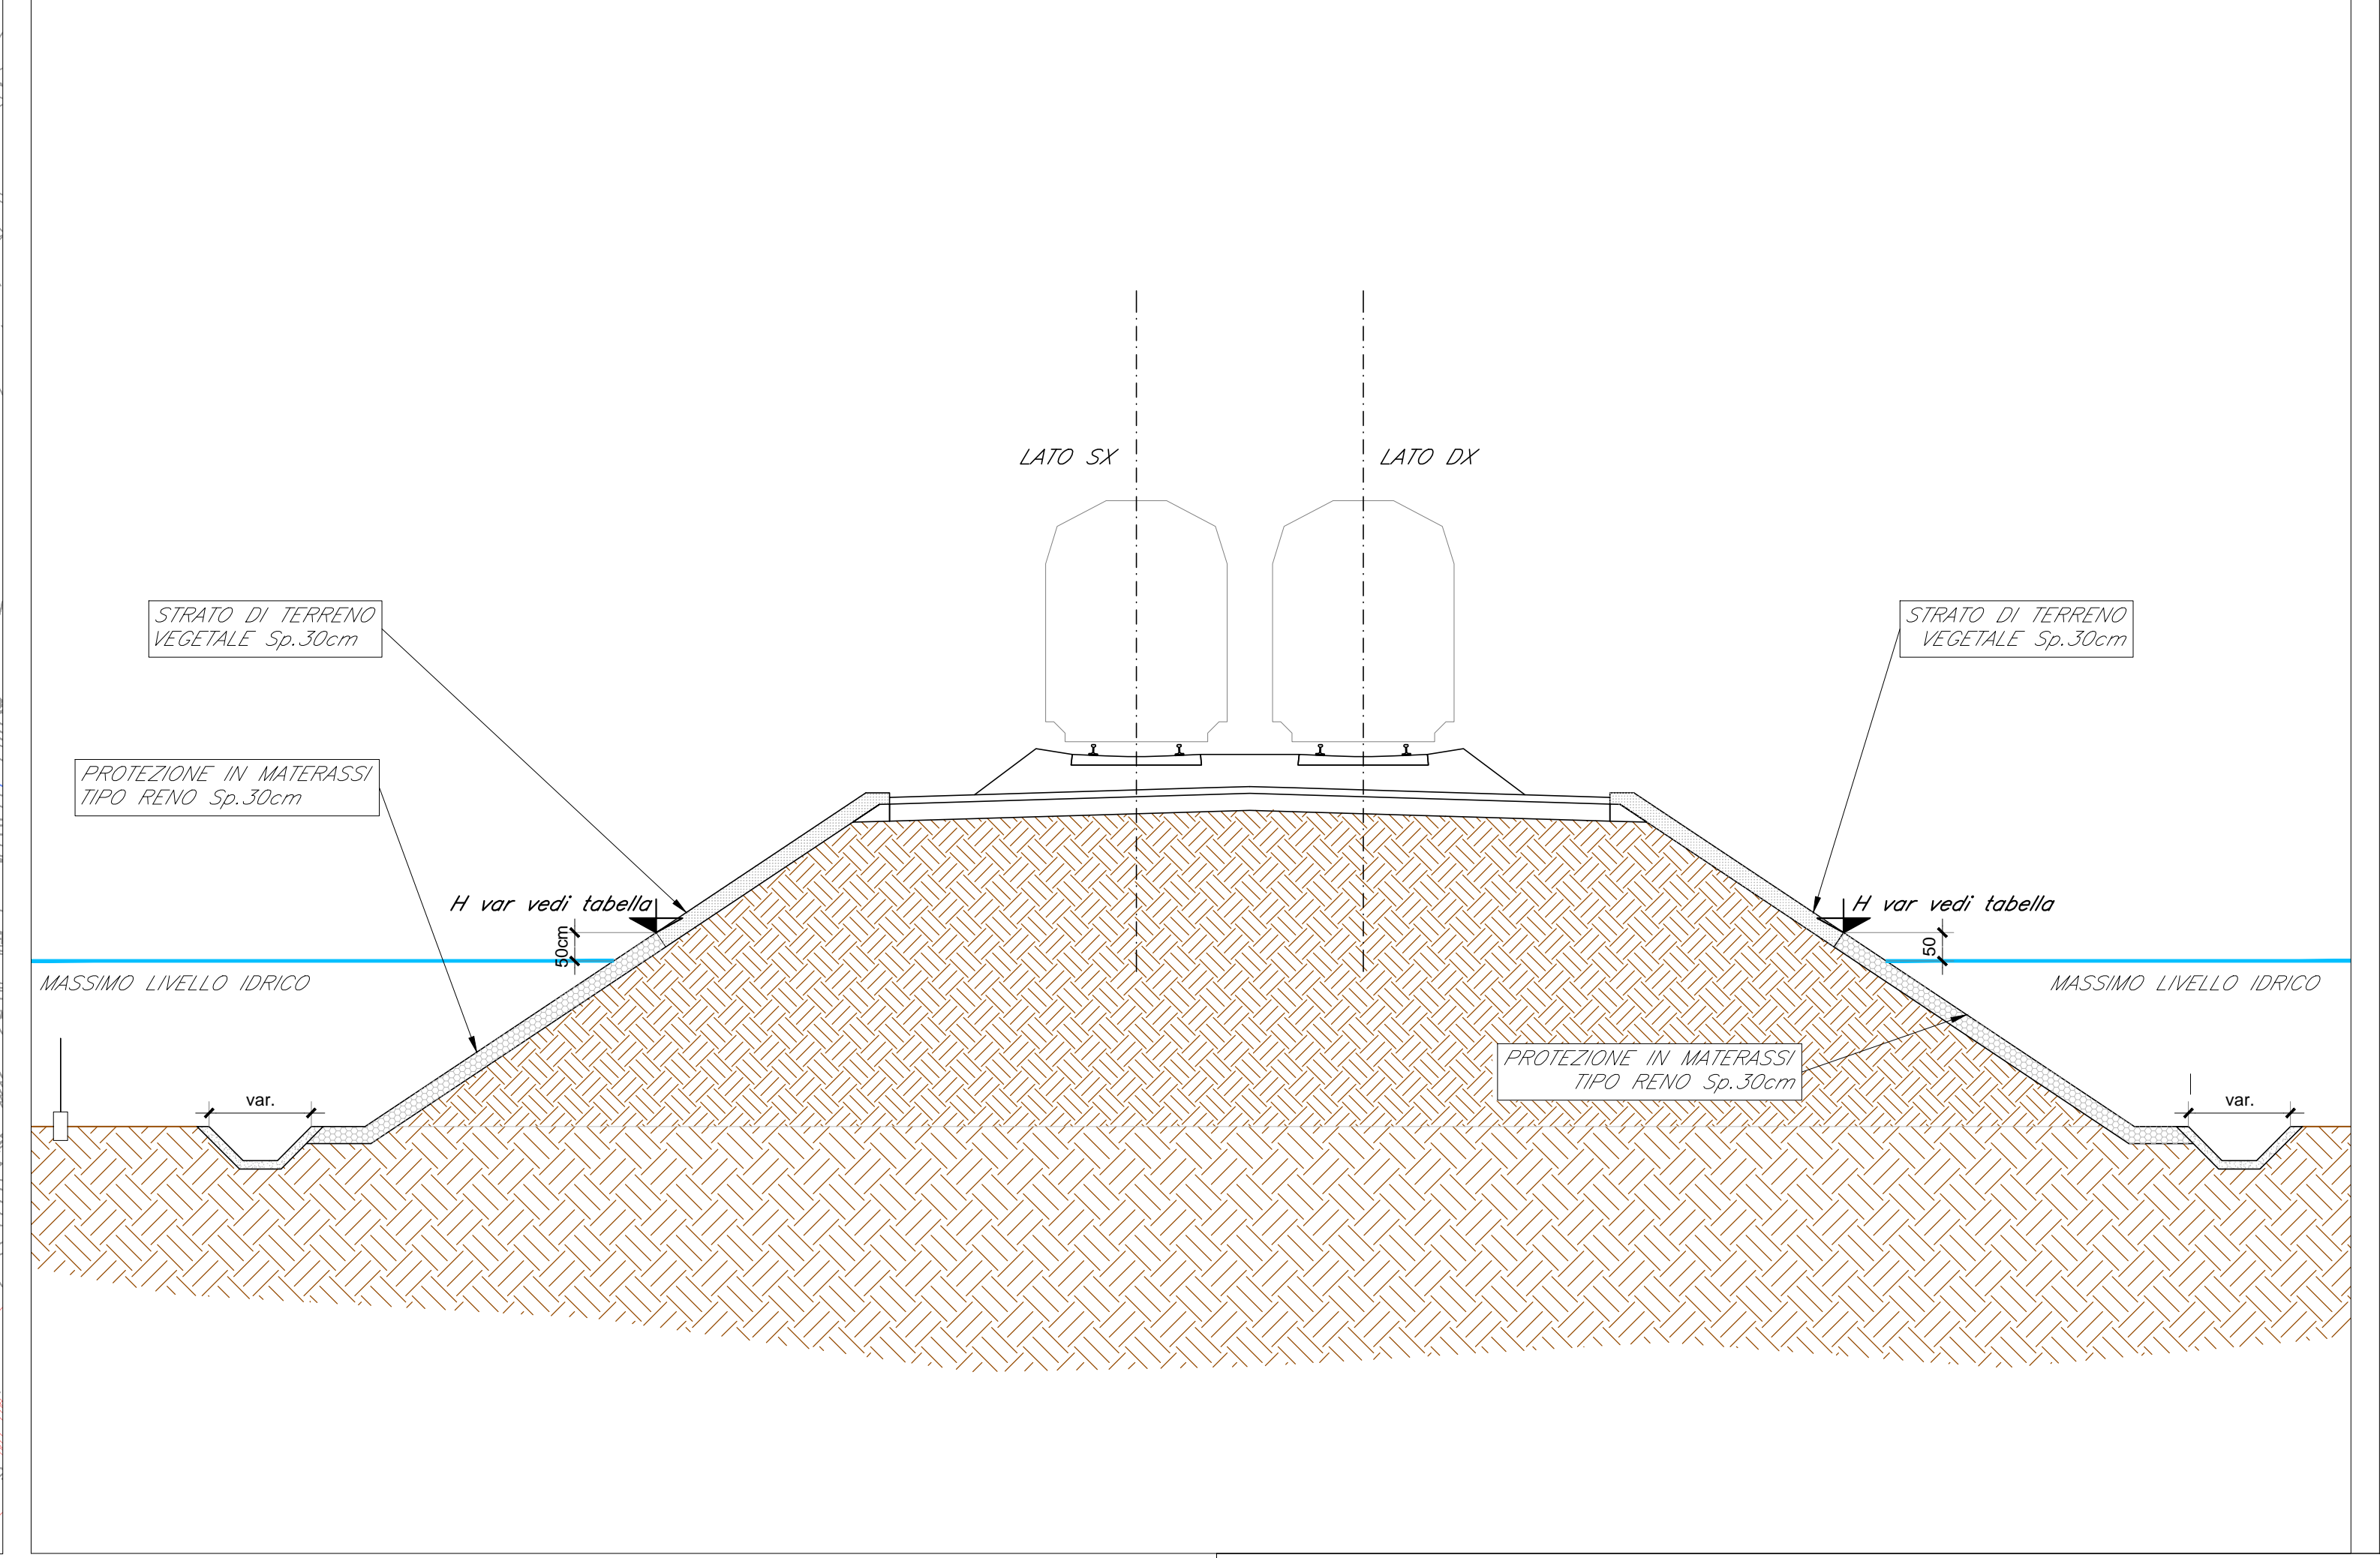 LATO SX
LATO DX
STRATO DI TERRENO
VEGETALE Sp.30cm
STRATO DI TERRENO
VEGETALE Sp.30cm
PROTEZIONE IN MATERASSI
TIPO RENO Sp.30cm
H var vedi tabella
H var vedi tabella
50cm
50
MASSIMO LIVELLO IDRICO
MASSIMO LIVELLO IDRICO
PROTEZIONE IN MATERASSI
TIPO RENO Sp.30cm
var.
var.